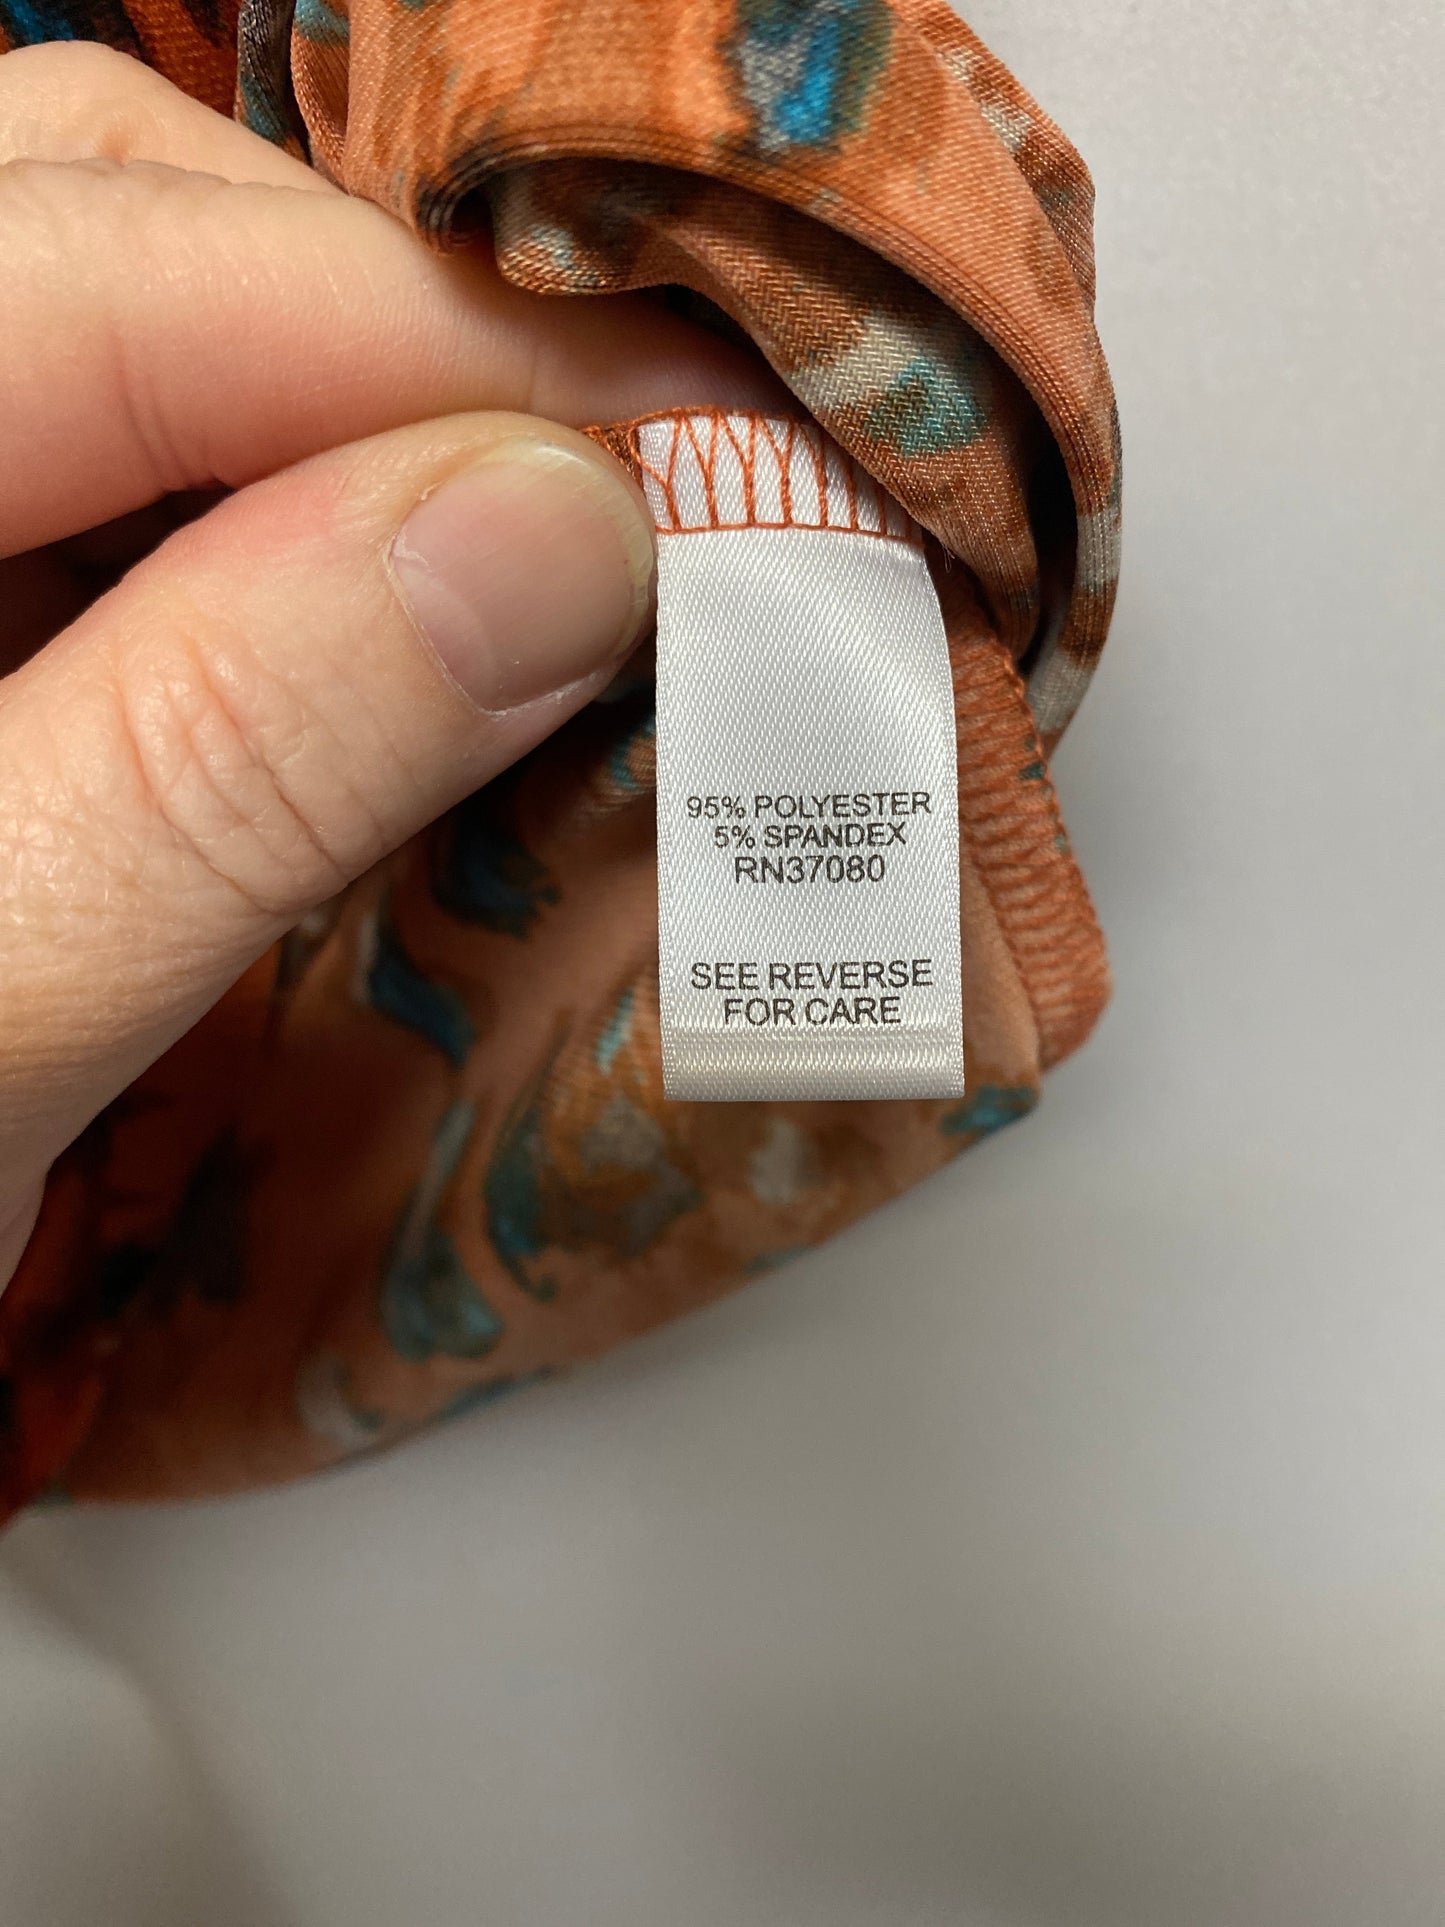 95% POLYESTER
5% SPANDEX
RN37080
SEE REVERSE
FOR CARE